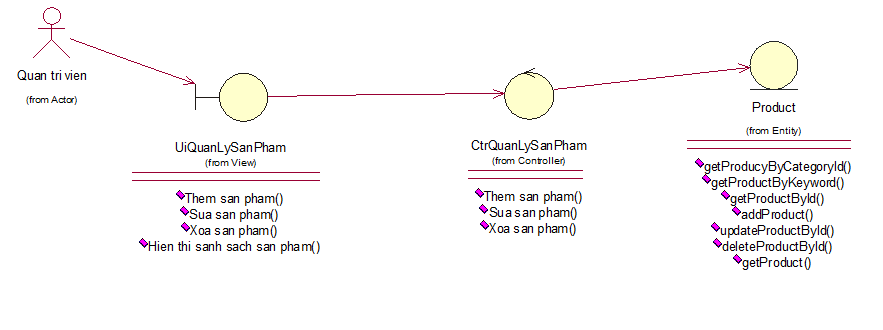 Quan tri vien
(from Actor)
UiQuanLySanPham
(from View)
Them san pham()
Sua san pham()
Xoa san pham()
Hien thi sanh sach san pham()
CtrQuanLySanPham
(from Controller)
Them san pham()
Sua san pham()
Xoa san pham()
Product
(from Entity)
getProducyByCategoryId()
getProductByKeyword()
getProductById()
addProduct()
updateProductById()
deleteProductById()
getProduct()